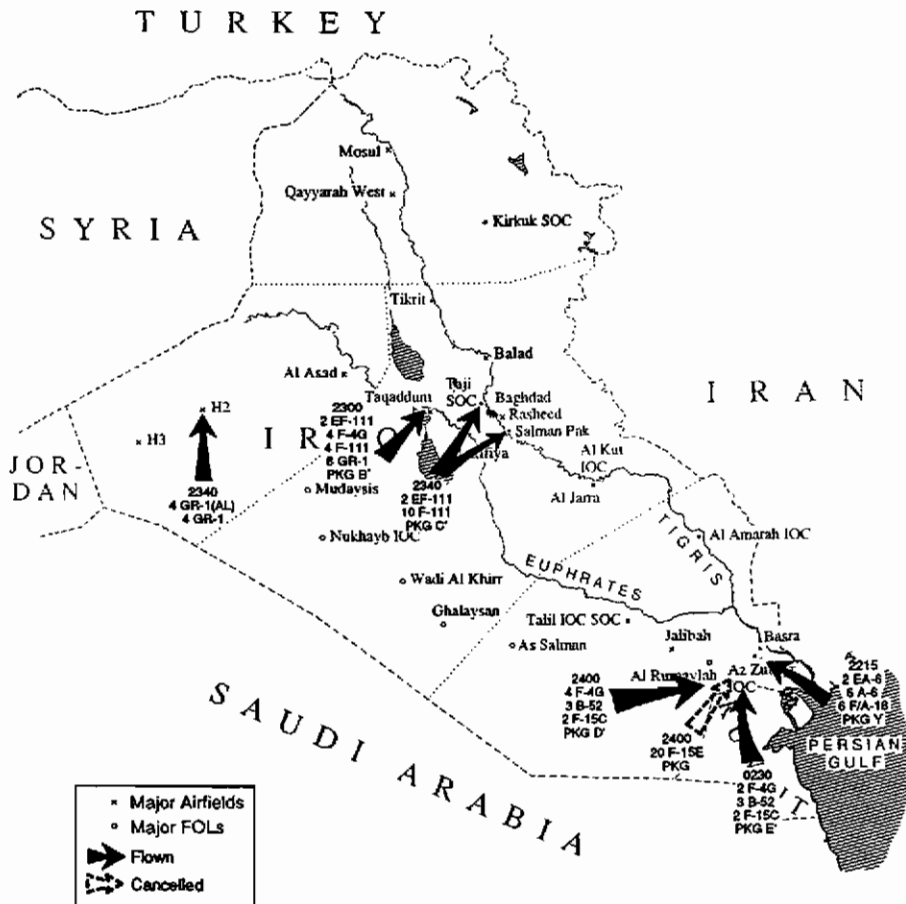 TURKEY
Mosul
Qayyarah West
SYRIA
Kirkuk SOC
Tikrit
Balad
Al Asad
Taji
SOC
Taqaddum
Baghdad
Rasheed
Salman Pak
IRAN
H2
H3
2300
2 EF-111
4 F-4G
4 F-111
6 GR-1
PKG B'
I R Q
JOR-
DAN
2340
4 GR-1(AL)
4 GR-1
2340
2 EF-111
10 F-111
PKG C'
Al Kut
IOC
Al Jarra
Mudaysis
Nukhayb IOC
TIGRIS
Al Amarah IOC
Wadi Al Khirr
EUPHRATES
Ghalaysan
Talil IOC SOC
As Salman
Jalibah
Basra
Al Rumaylah
Az Zu
IOC
2215
2 EA-6
6 A-6
6 F/A-18
PKG Y
2400
4 F-4G
3 B-52
2 F-15C
PKG D'
2400
20 F-15E
PKG
0230
2 F-4G
3 B-52
2 F-15C
PKG E'
PERSIAN
GULF
SAUDI ARABIA
Major Airfields
Major FOLs
Flown
Cancelled